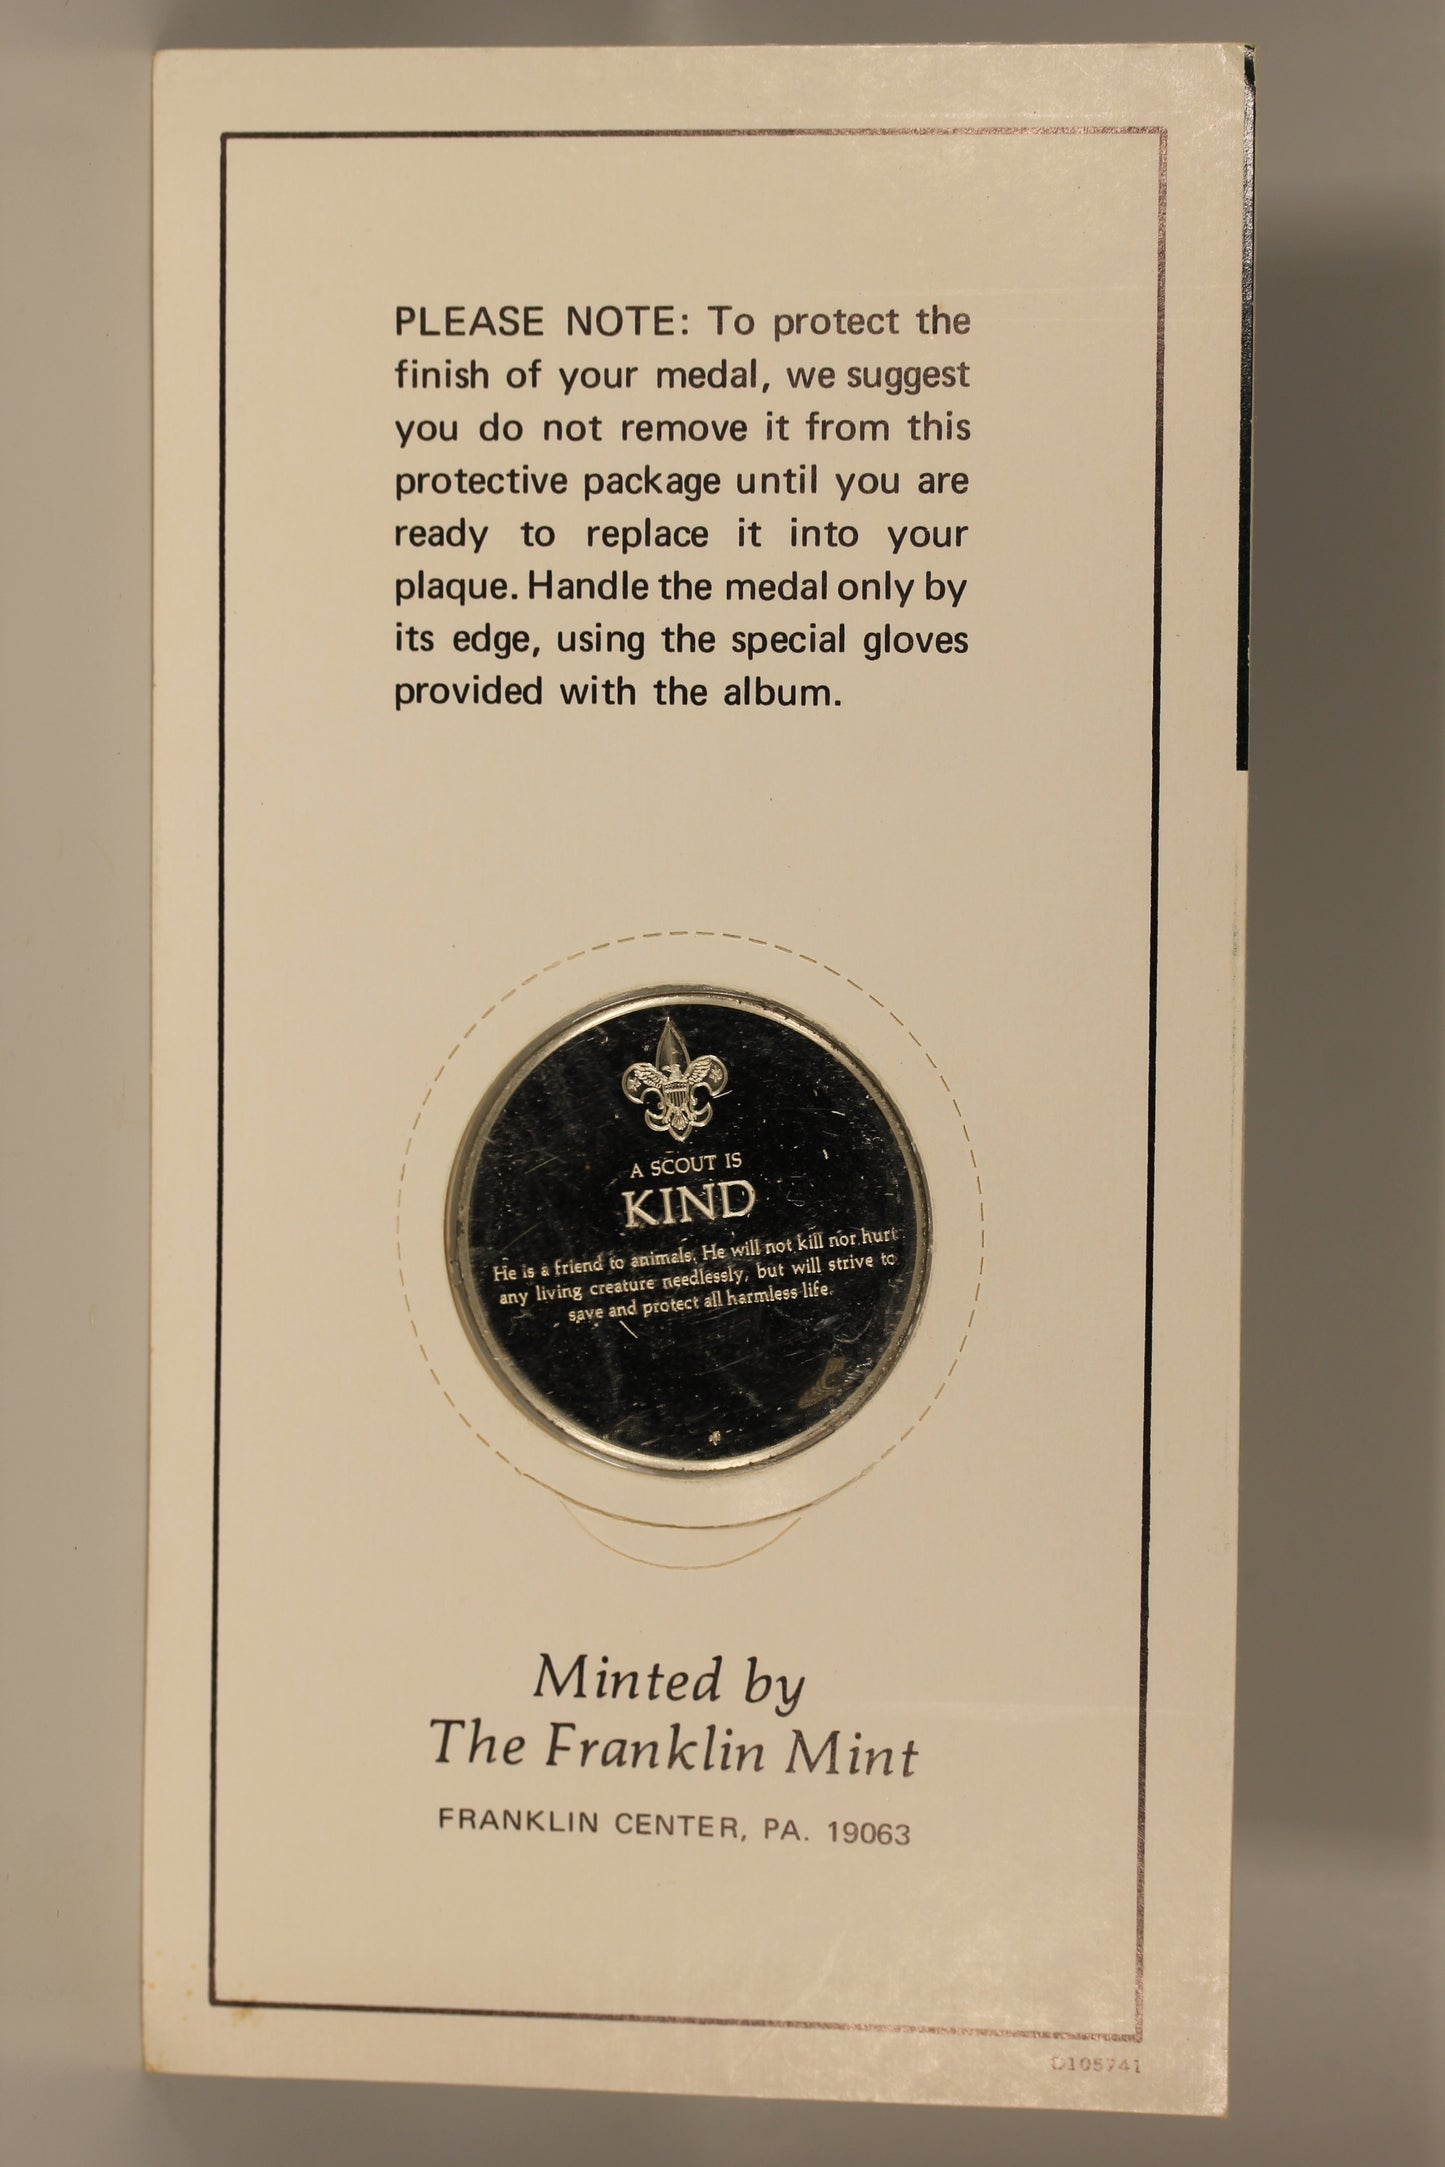 PLEASE NOTE: To protect the
finish of your medal, we suggest
you do not remove it from this
protective package until you are
ready to replace it into your
plaque. Handle the medal only by
its edge, using the special gloves
provided with the album.
A SCOUT IS
KIND
He is a friend to animals. He will not kill nor hurt
any living creature needlessly, but will strive to
save and protect all harmless life.
Minted by
The Franklin Mint
FRANKLIN CENTER, PA. 19063
D105741